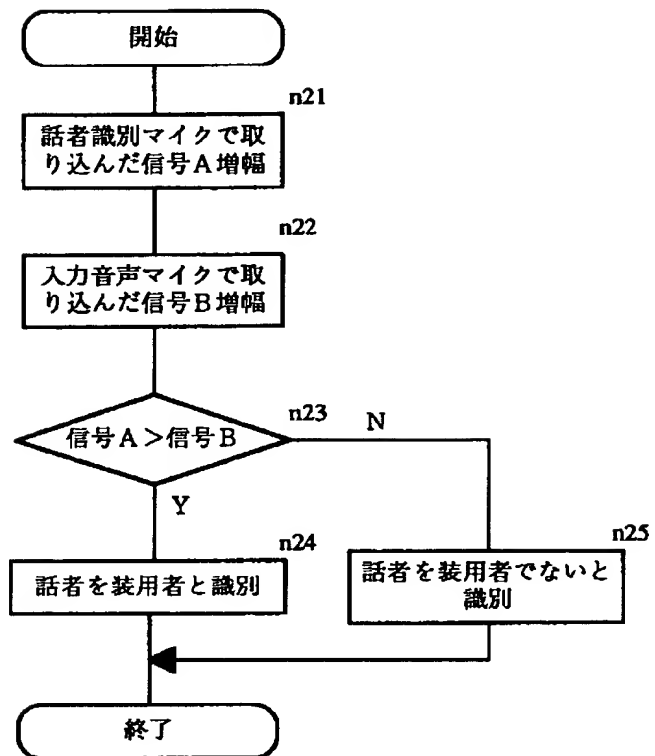 開始
n21
話者識別マイクで取
り込んだ信号A増幅
n22
入力音声マイクで取
り込んだ信号B増幅
n23
信号A>信号B
N
Y
n24
話者を装用者と識別
n25
話者を装用者でないと
識別
終了